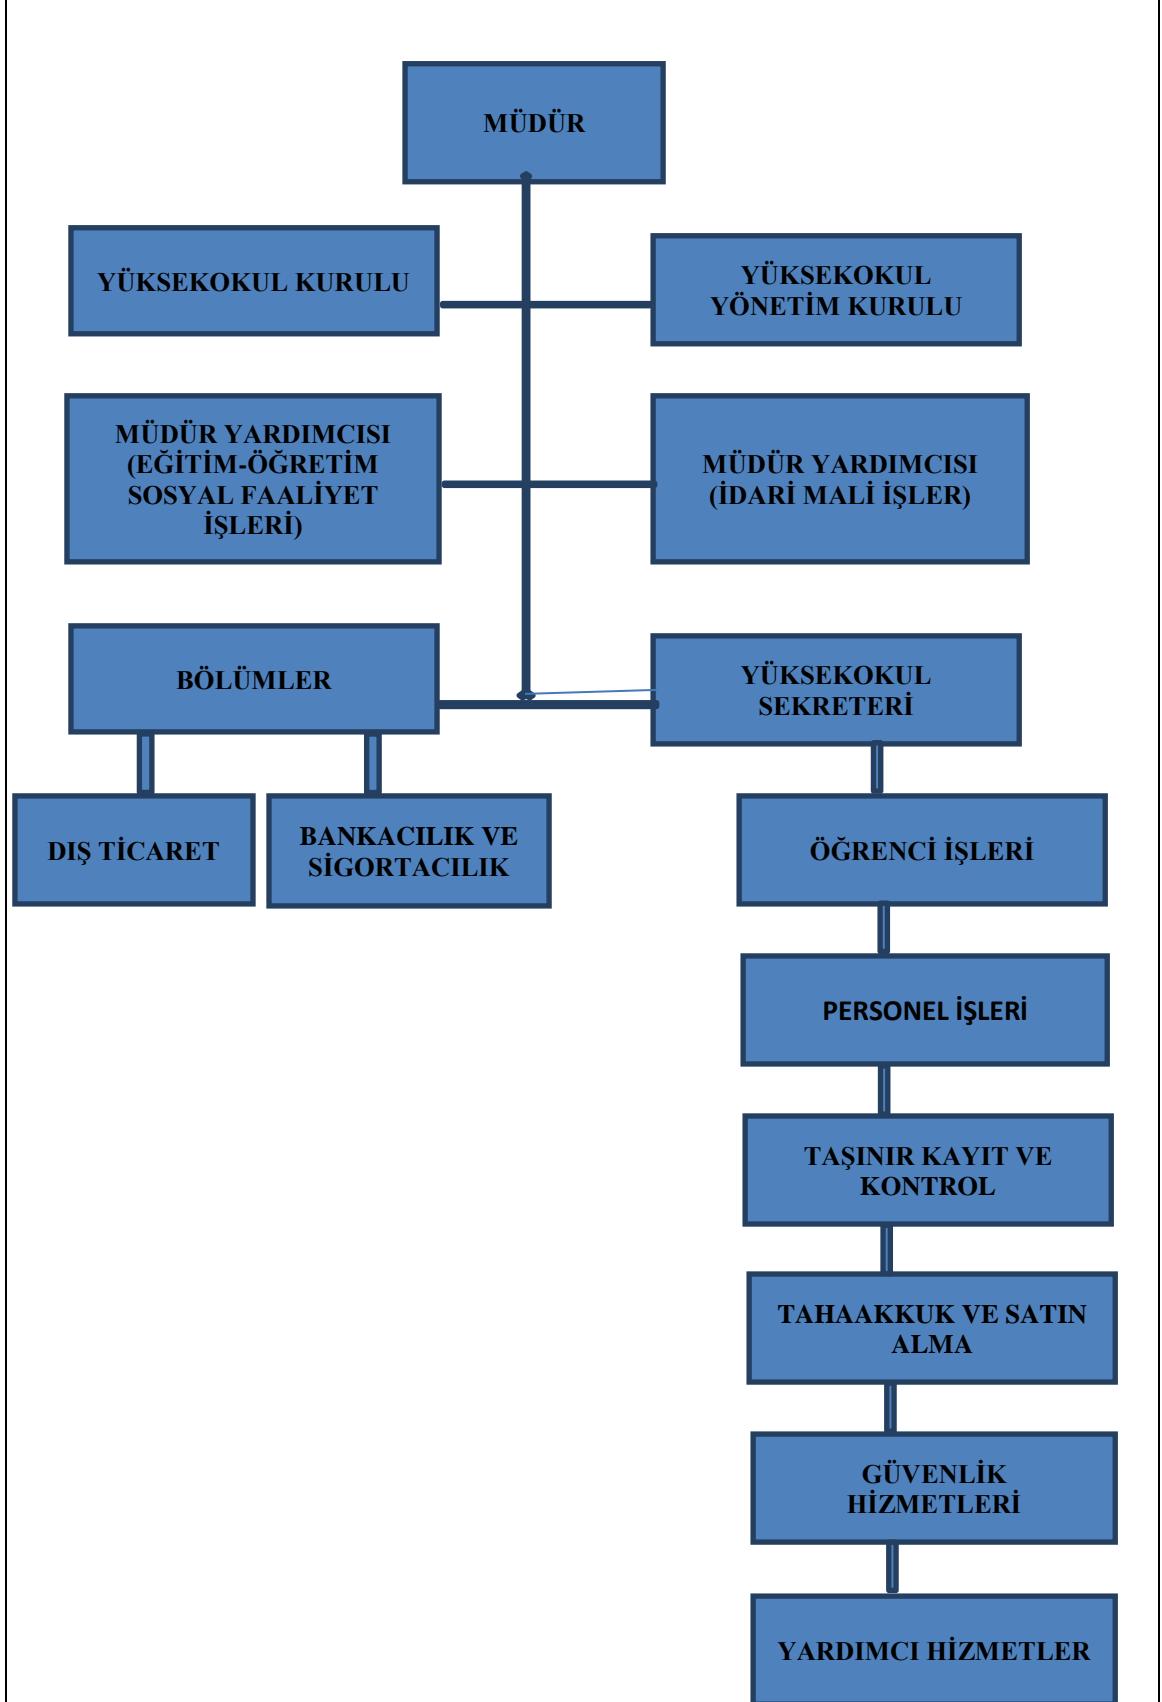 MÜDÜR
YÜKSEKOKUL KURULU
YÜKSEKOKUL
YÖNETİM KURULU
MÜDÜR YARDIMCISI
(EĞİTİM-ÖĞRETİM
SOSYAL FAALİYET
İŞLERİ)
MÜDÜR YARDIMCISI
(İDARİ MALİ İŞLER)
BÖLÜMLER
YÜKSEKOKUL
SEKRETERİ
DIŞ TİCARET
BANKACILIK VE
SİGORTACILIK
ÖĞRENCİ İŞLERİ
PERSONEL İŞLERİ
TAŞINIR KAYIT VE
KONTROL
TAHAAKKUK VE SATIN
ALMA
GÜVENLİK
HİZMETLERİ
YARDIMCI HİZMETLER